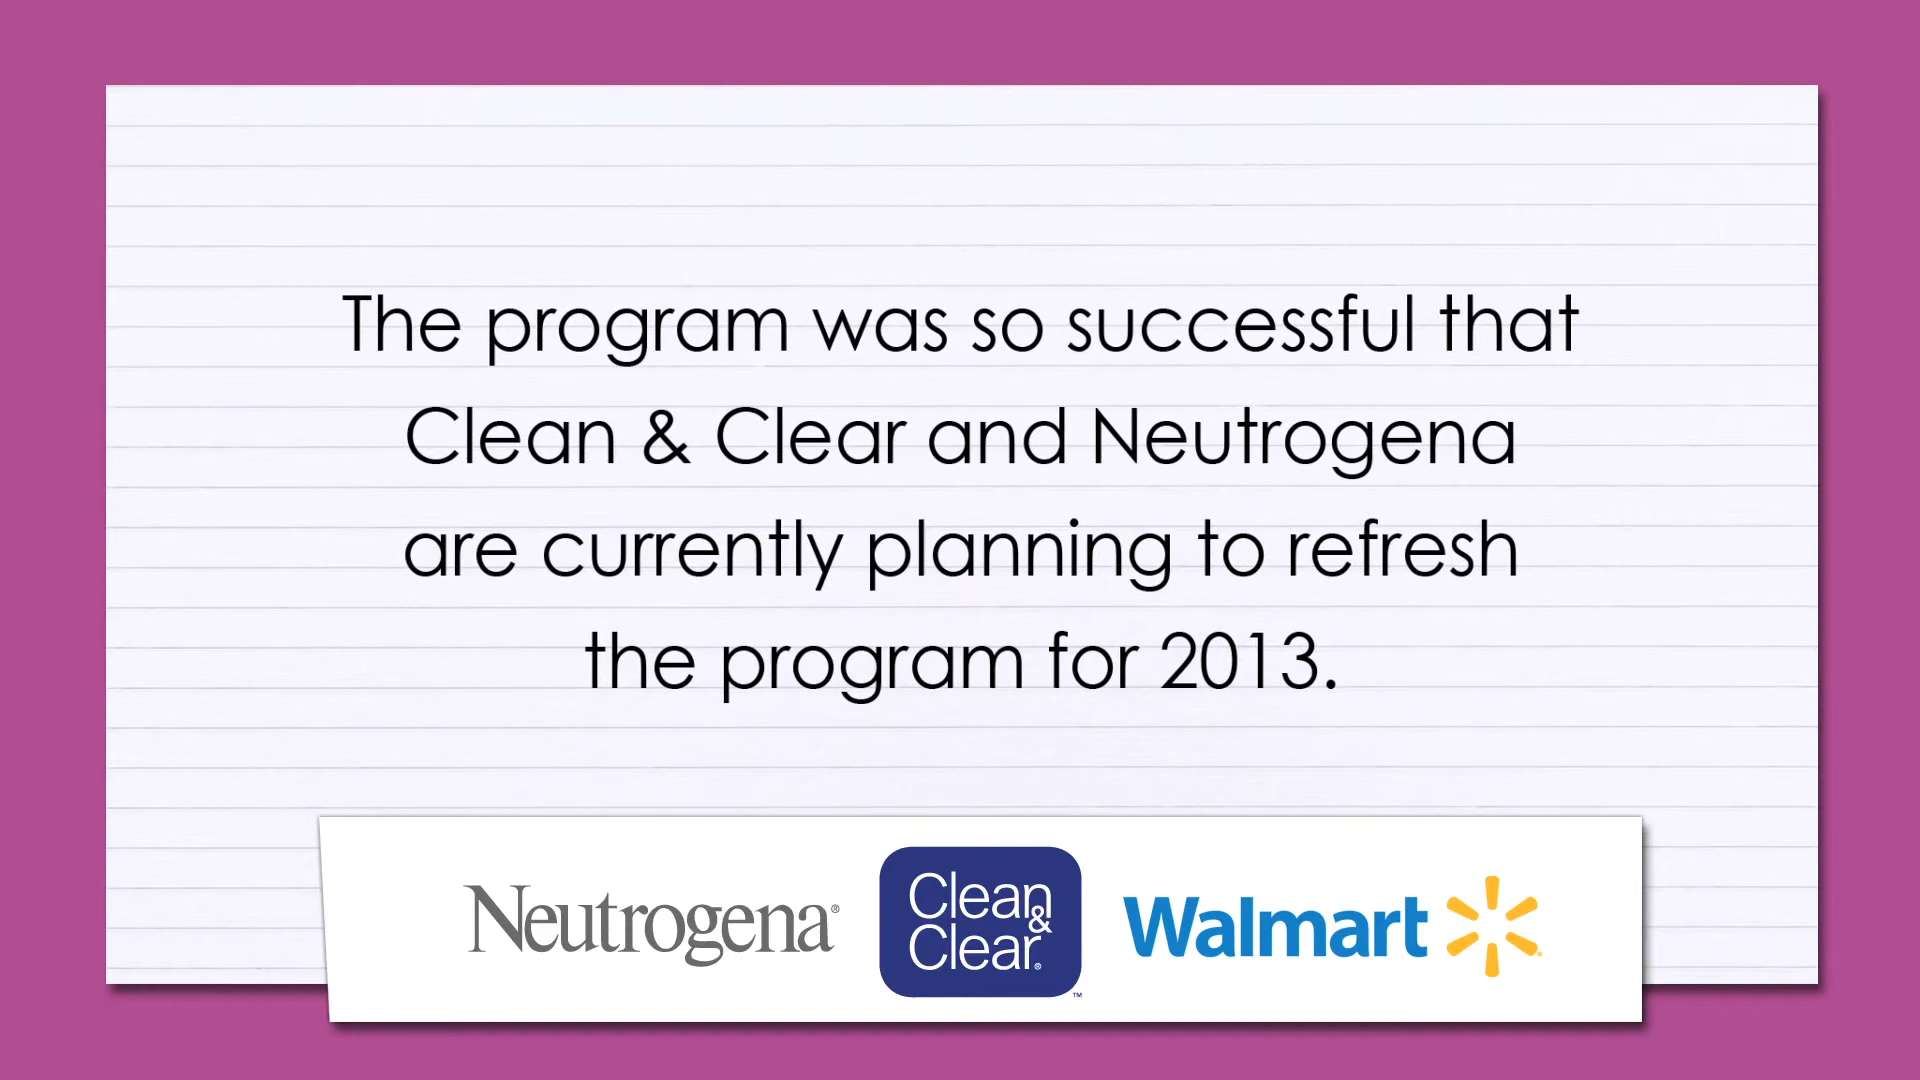 The program was so successful that
Clean & Clear and Neutrogena
are currently planning to refresh
the program for 2013.
Neutrogena®
Clean
&
Clear®
™
Walmart